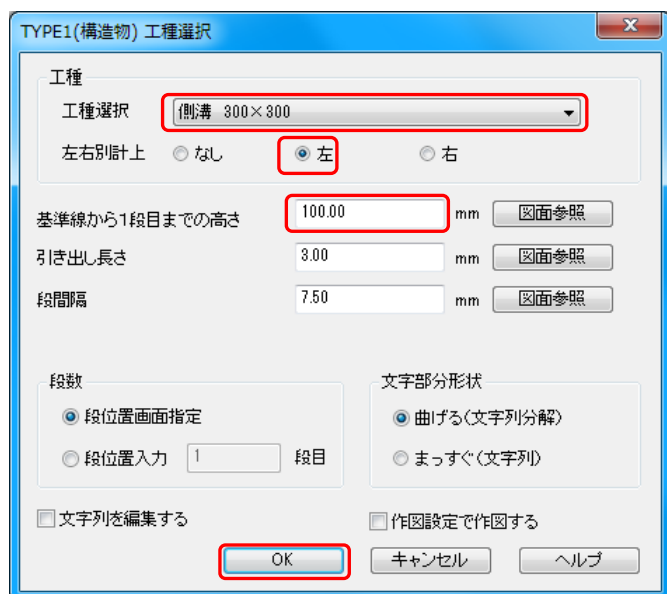 TYPE1(構造物) 工種選択
工種
工種選択 側溝 300×300
左右別計上 なし 左 右
基準線から1段目までの高さ 100.00 mm 図面参照
引き出し長さ 3.00 mm 図面参照
段間隔 7.50 mm 図面参照
段数 文字部分形状
段位置画面指定 曲げる(文字列分解)
段位置入力 1 段目 まっすぐ(文字列)
文字列を編集する 作図設定で作図する
OK キャンセル ヘルプ